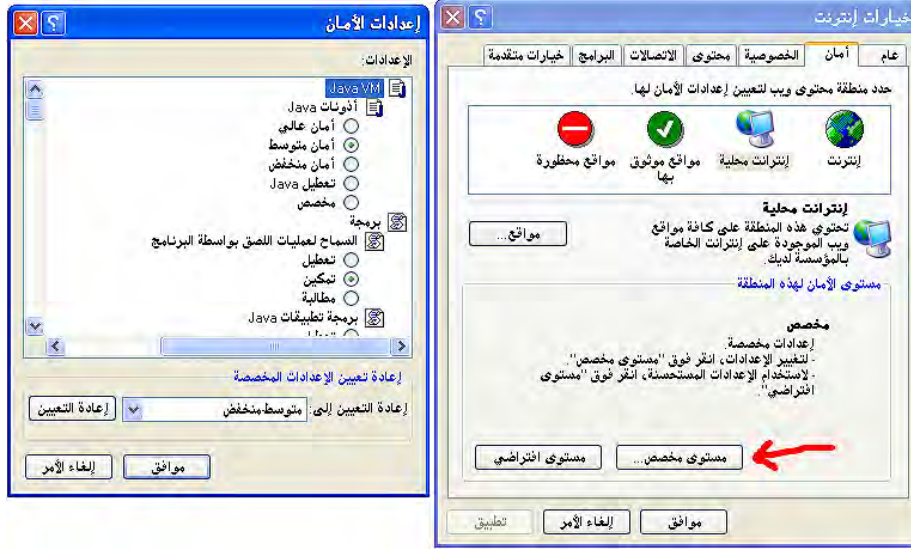 خيارات إنترنت
عام
أمان
الخصوصية
محتوى
الاتصالات
البرامج
خيارات متقدمة
حدد منطقة محتوى ويب لتعيين إعدادات الأمان لها.
إنترنت
إنترانت محلية
مواقع موثوق بها
مواقع محظورة
إنترانت محلية
تحتوي هذه المنطقة على كافة مواقع
ويب الموجودة على إنترانت الخاصة
بالمؤسسة لديك.
مواقع...
مستوى الأمان لهذه المنطقة
مخصص
إعدادات مخصصة.
- لتغيير الإعدادات، انقر فوق "مستوى مخصص".
- لاستخدام الإعدادات المستحسنة، انقر فوق "مستوى
افتراضي".
مستوى مخصص...
مستوى افتراضي
موافق
إلغاء الأمر
تطبيق
إعدادات الأمان
الإعدادات:
Java VM
أذونات Java
أمان عالي
أمان متوسط
أمان منخفض
تعطيل Java
مخصص
برمجة
السماح لعمليات اللصق بواسطة البرنامج
تعطيل
تمكين
مطالبة
برمجة تطبيقات Java
إعادة تعيين الإعدادات المخصصة
إعادة التعيين إلى:
متوسط-منخفض
إعادة التعيين
موافق
إلغاء الأمر